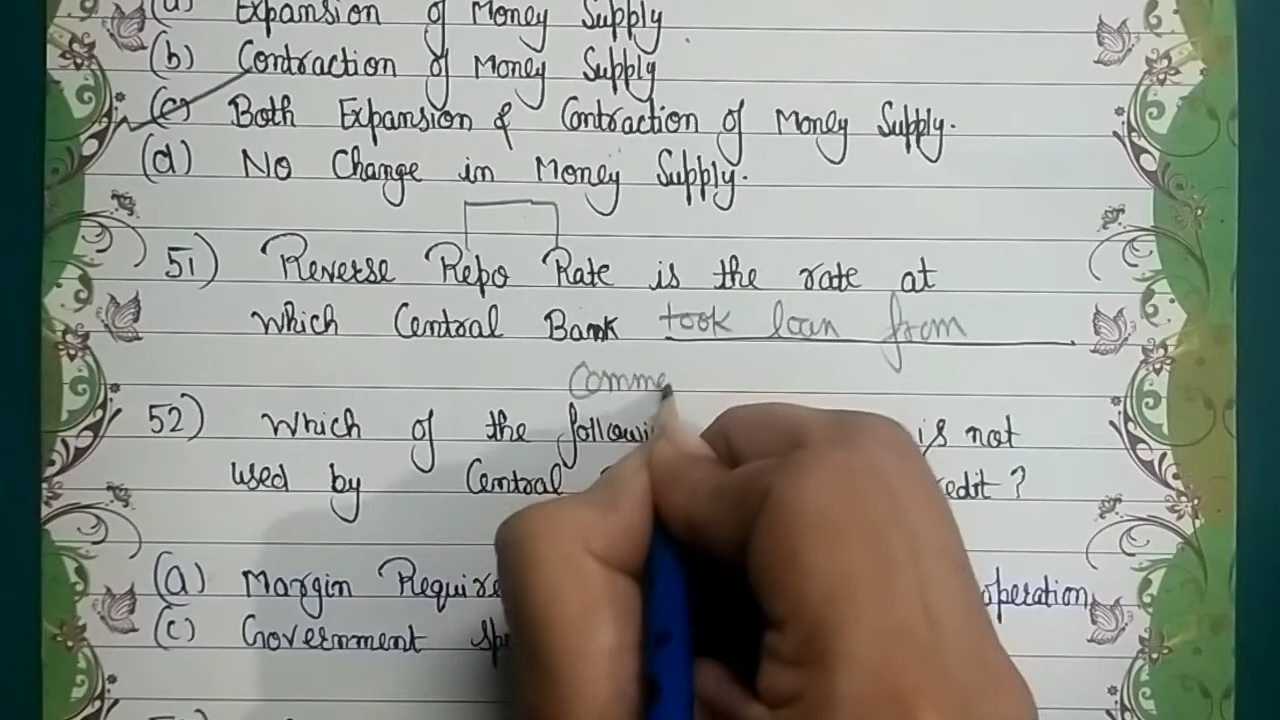 (a) Expansion of Money Supply
(b) Contraction of Money Supply
(c) Both Expansion & Contraction of Money Supply.
(d) No Change in Money Supply.
51) Reverse Repo Rate is the rate at
which Central Bank took loan from
Comme
52) Which of the is not
used by Central ?
(a) Margin operation
(c) Government